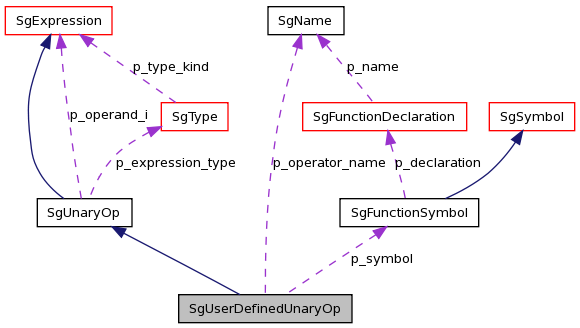 SgExpression
SgName
p_type_kind
p_name
p_operand_i
SgType
SgFunctionDeclaration
SgSymbol
p_expression_type
p_operator_name
p_declaration
SgUnaryOp
SgFunctionSymbol
p_symbol
SgUserDefinedUnaryOp